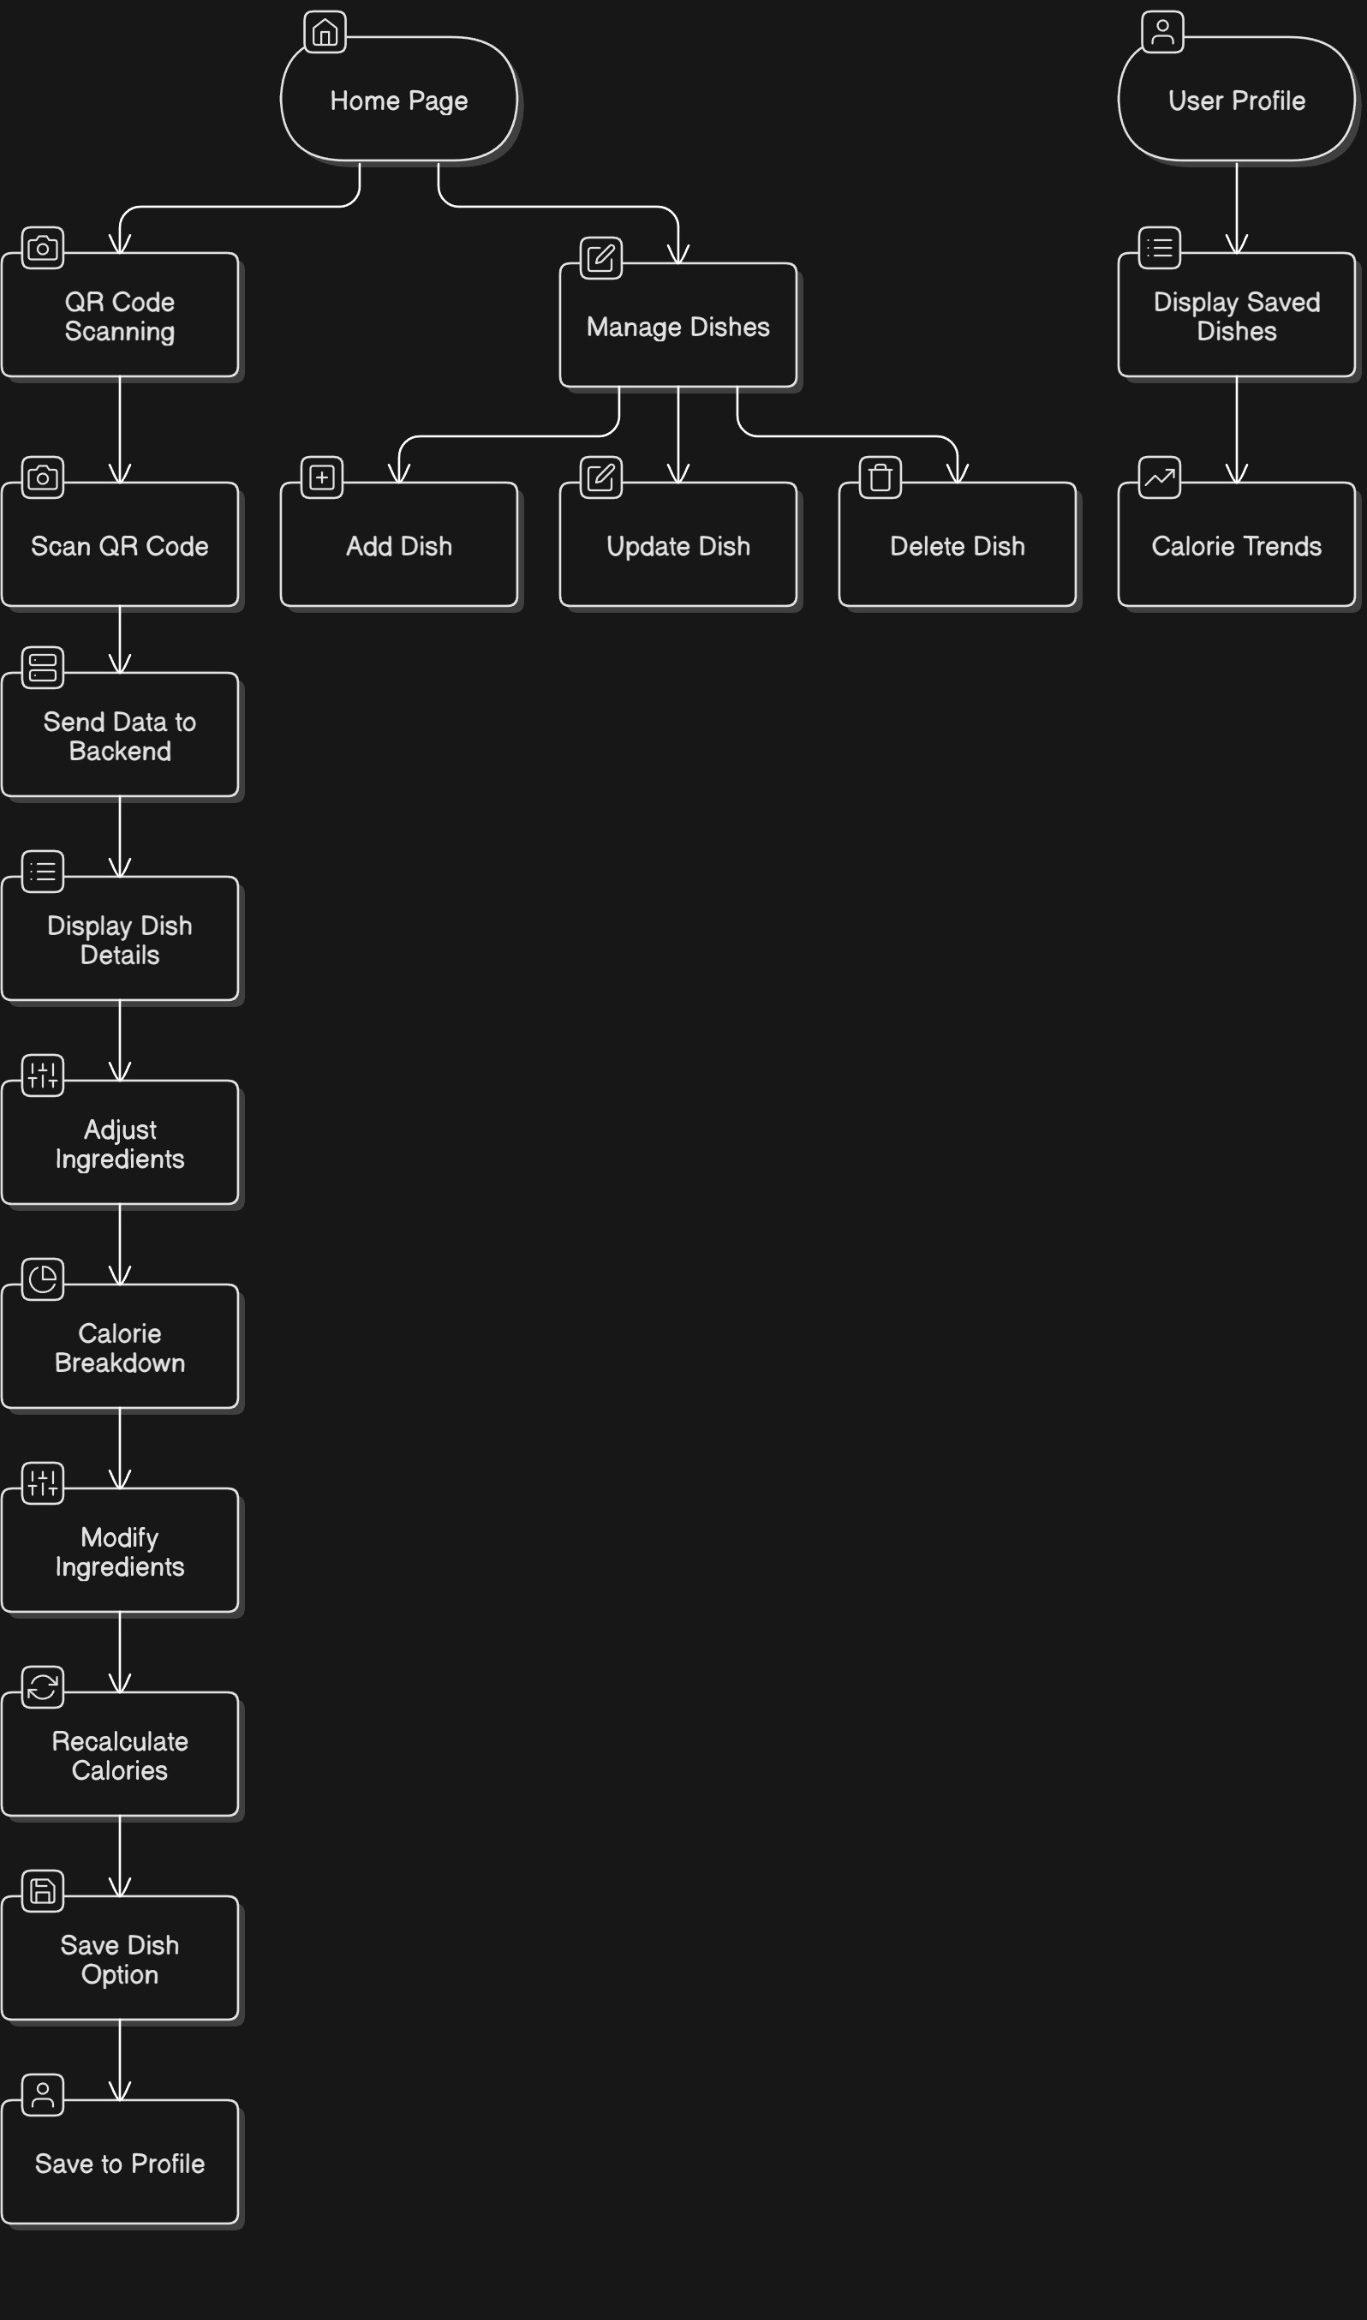 Home Page
User Profile
QR Code
Scanning
Manage Dishes
Display Saved
Dishes
Scan QR Code
Add Dish
Update Dish
Delete Dish
Calorie Trends
Send Data to
Backend
Display Dish
Details
Adjust
Ingredients
Calorie
Breakdown
Modify
Ingredients
Recalculate
Calories
Save Dish
Option
Save to Profile